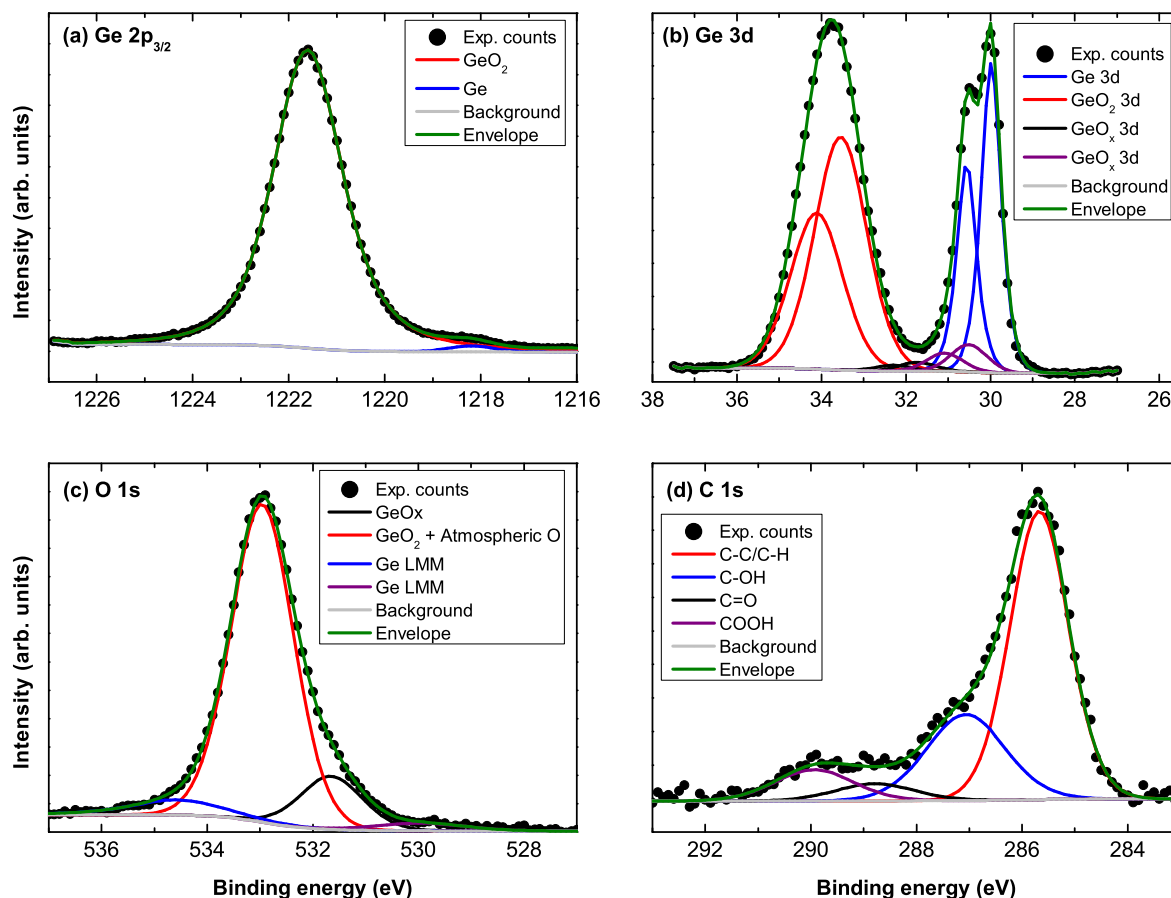 (a) Ge 2p3/2
Exp. counts
GeO2
Ge
Background
Envelope
Intensity (arb. units)
1226 1224 1222 1220 1218 1216
(b) Ge 3d
Exp. counts
Ge 3d
GeO2 3d
GeOx 3d
GeOx 3d
Background
Envelope
38 36 34 32 30 28 26
(c) O 1s
Exp. counts
GeOx
GeO2 + Atmospheric O
Ge LMM
Ge LMM
Background
Envelope
Intensity (arb. units)
536 534 532 530 528
Binding energy (eV)
(d) C 1s
Exp. counts
C-C/C-H
C-OH
C=O
COOH
Background
Envelope
292 290 288 286 284
Binding energy (eV)